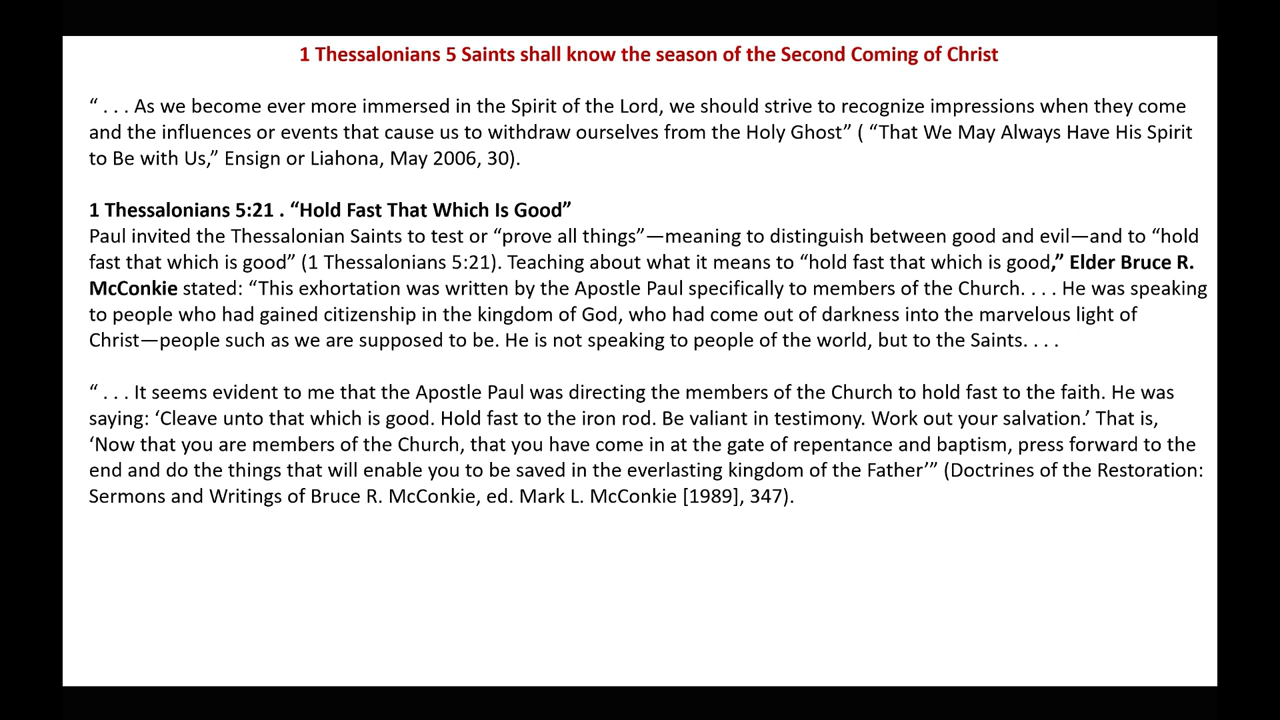 1 Thessalonians 5 Saints shall know the season of the Second Coming of Christ
“ . . . As we become ever more immersed in the Spirit of the Lord, we should strive to recognize impressions when they come
and the influences or events that cause us to withdraw ourselves from the Holy Ghost” ( “That We May Always Have His Spirit
to Be with Us,” Ensign or Liahona, May 2006, 30).
1 Thessalonians 5:21 . “Hold Fast That Which Is Good”
Paul invited the Thessalonian Saints to test or “prove all things”—meaning to distinguish between good and evil—and to “hold
fast that which is good” (1 Thessalonians 5:21). Teaching about what it means to “hold fast that which is good,” Elder Bruce R.
McConkie stated: “This exhortation was written by the Apostle Paul specifically to members of the Church. . . . He was speaking
to people who had gained citizenship in the kingdom of God, who had come out of darkness into the marvelous light of
Christ—people such as we are supposed to be. He is not speaking to people of the world, but to the Saints. . . .
“ . . . It seems evident to me that the Apostle Paul was directing the members of the Church to hold fast to the faith. He was
saying: ‘Cleave unto that which is good. Hold fast to the iron rod. Be valiant in testimony. Work out your salvation.’ That is,
‘Now that you are members of the Church, that you have come in at the gate of repentance and baptism, press forward to the
end and do the things that will enable you to be saved in the everlasting kingdom of the Father’” (Doctrines of the Restoration:
Sermons and Writings of Bruce R. McConkie, ed. Mark L. McConkie [1989], 347).